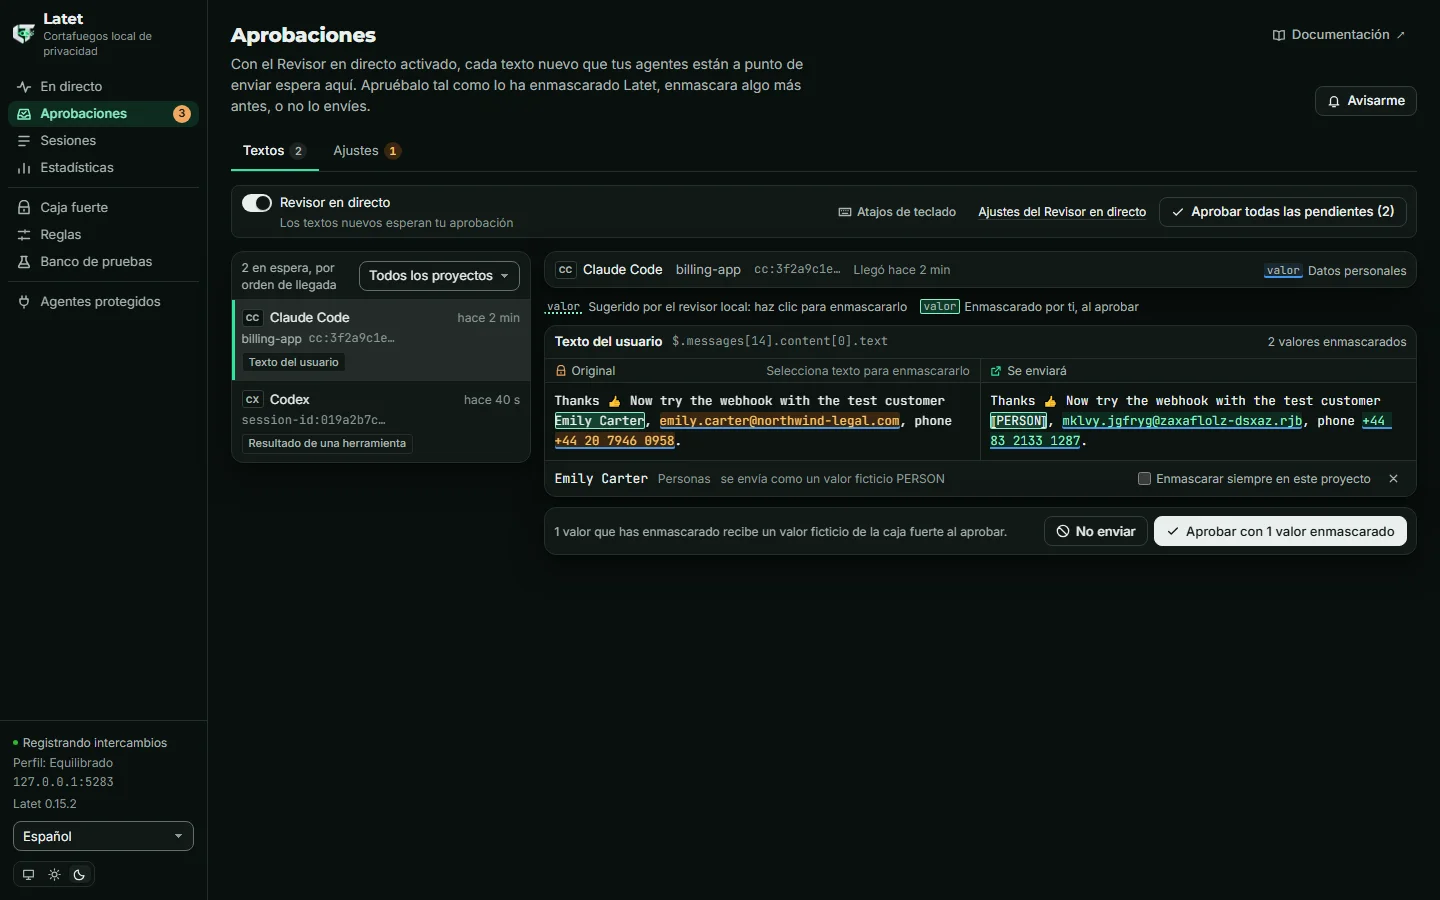 Latet
Cortafuegos local de
privacidad
En directo
Aprobaciones 3
Sesiones
Estadísticas
Caja fuerte
Reglas
Banco de pruebas
Agentes protegidos
Registrando intercambios
Perfil: Equilibrado
127.0.0.1:5283
Latet 0.15.2
Español
Aprobaciones
Documentación ↗
Con el Revisor en directo activado, cada texto nuevo que tus agentes están a punto de
enviar espera aquí. Apruébalo tal como lo ha enmascarado Latet, enmascara algo más
antes, o no lo envíes.
Avisarme
Textos 2 Ajustes 1
Revisor en directo
Los textos nuevos esperan tu aprobación
Atajos de teclado Ajustes del Revisor en directo Aprobar todas las pendientes (2)
2 en espera, por
orden de llegada
Todos los proyectos
CC Claude Code hace 2 min
billing-app cc:3f2a9c1e…
Texto del usuario
CX Codex hace 40 s
session-id:019a2b7c…
Resultado de una herramienta
CC Claude Code billing-app cc:3f2a9c1e… Llegó hace 2 min valor Datos personales
valor Sugerido por el revisor local: haz clic para enmascararlo valor Enmascarado por ti, al aprobar
Texto del usuario $.messages[14].content[0].text 2 valores enmascarados
Original Selecciona texto para enmascararlo
Thanks 👍 Now try the webhook with the test customer
Emily Carter, emily.carter@northwind-legal.com, phone
+44 20 7946 0958.
Se enviará
Thanks 👍 Now try the webhook with the test customer
[PERSON], mklvy.jgfryg@zaxaflolz-dsxaz.rjb, phone +44
83 2133 1287.
Emily Carter Personas se envía como un valor ficticio PERSON Enmascarar siempre en este proyecto ×
1 valor que has enmascarado recibe un valor ficticio de la caja fuerte al aprobar. No enviar Aprobar con 1 valor enmascarado